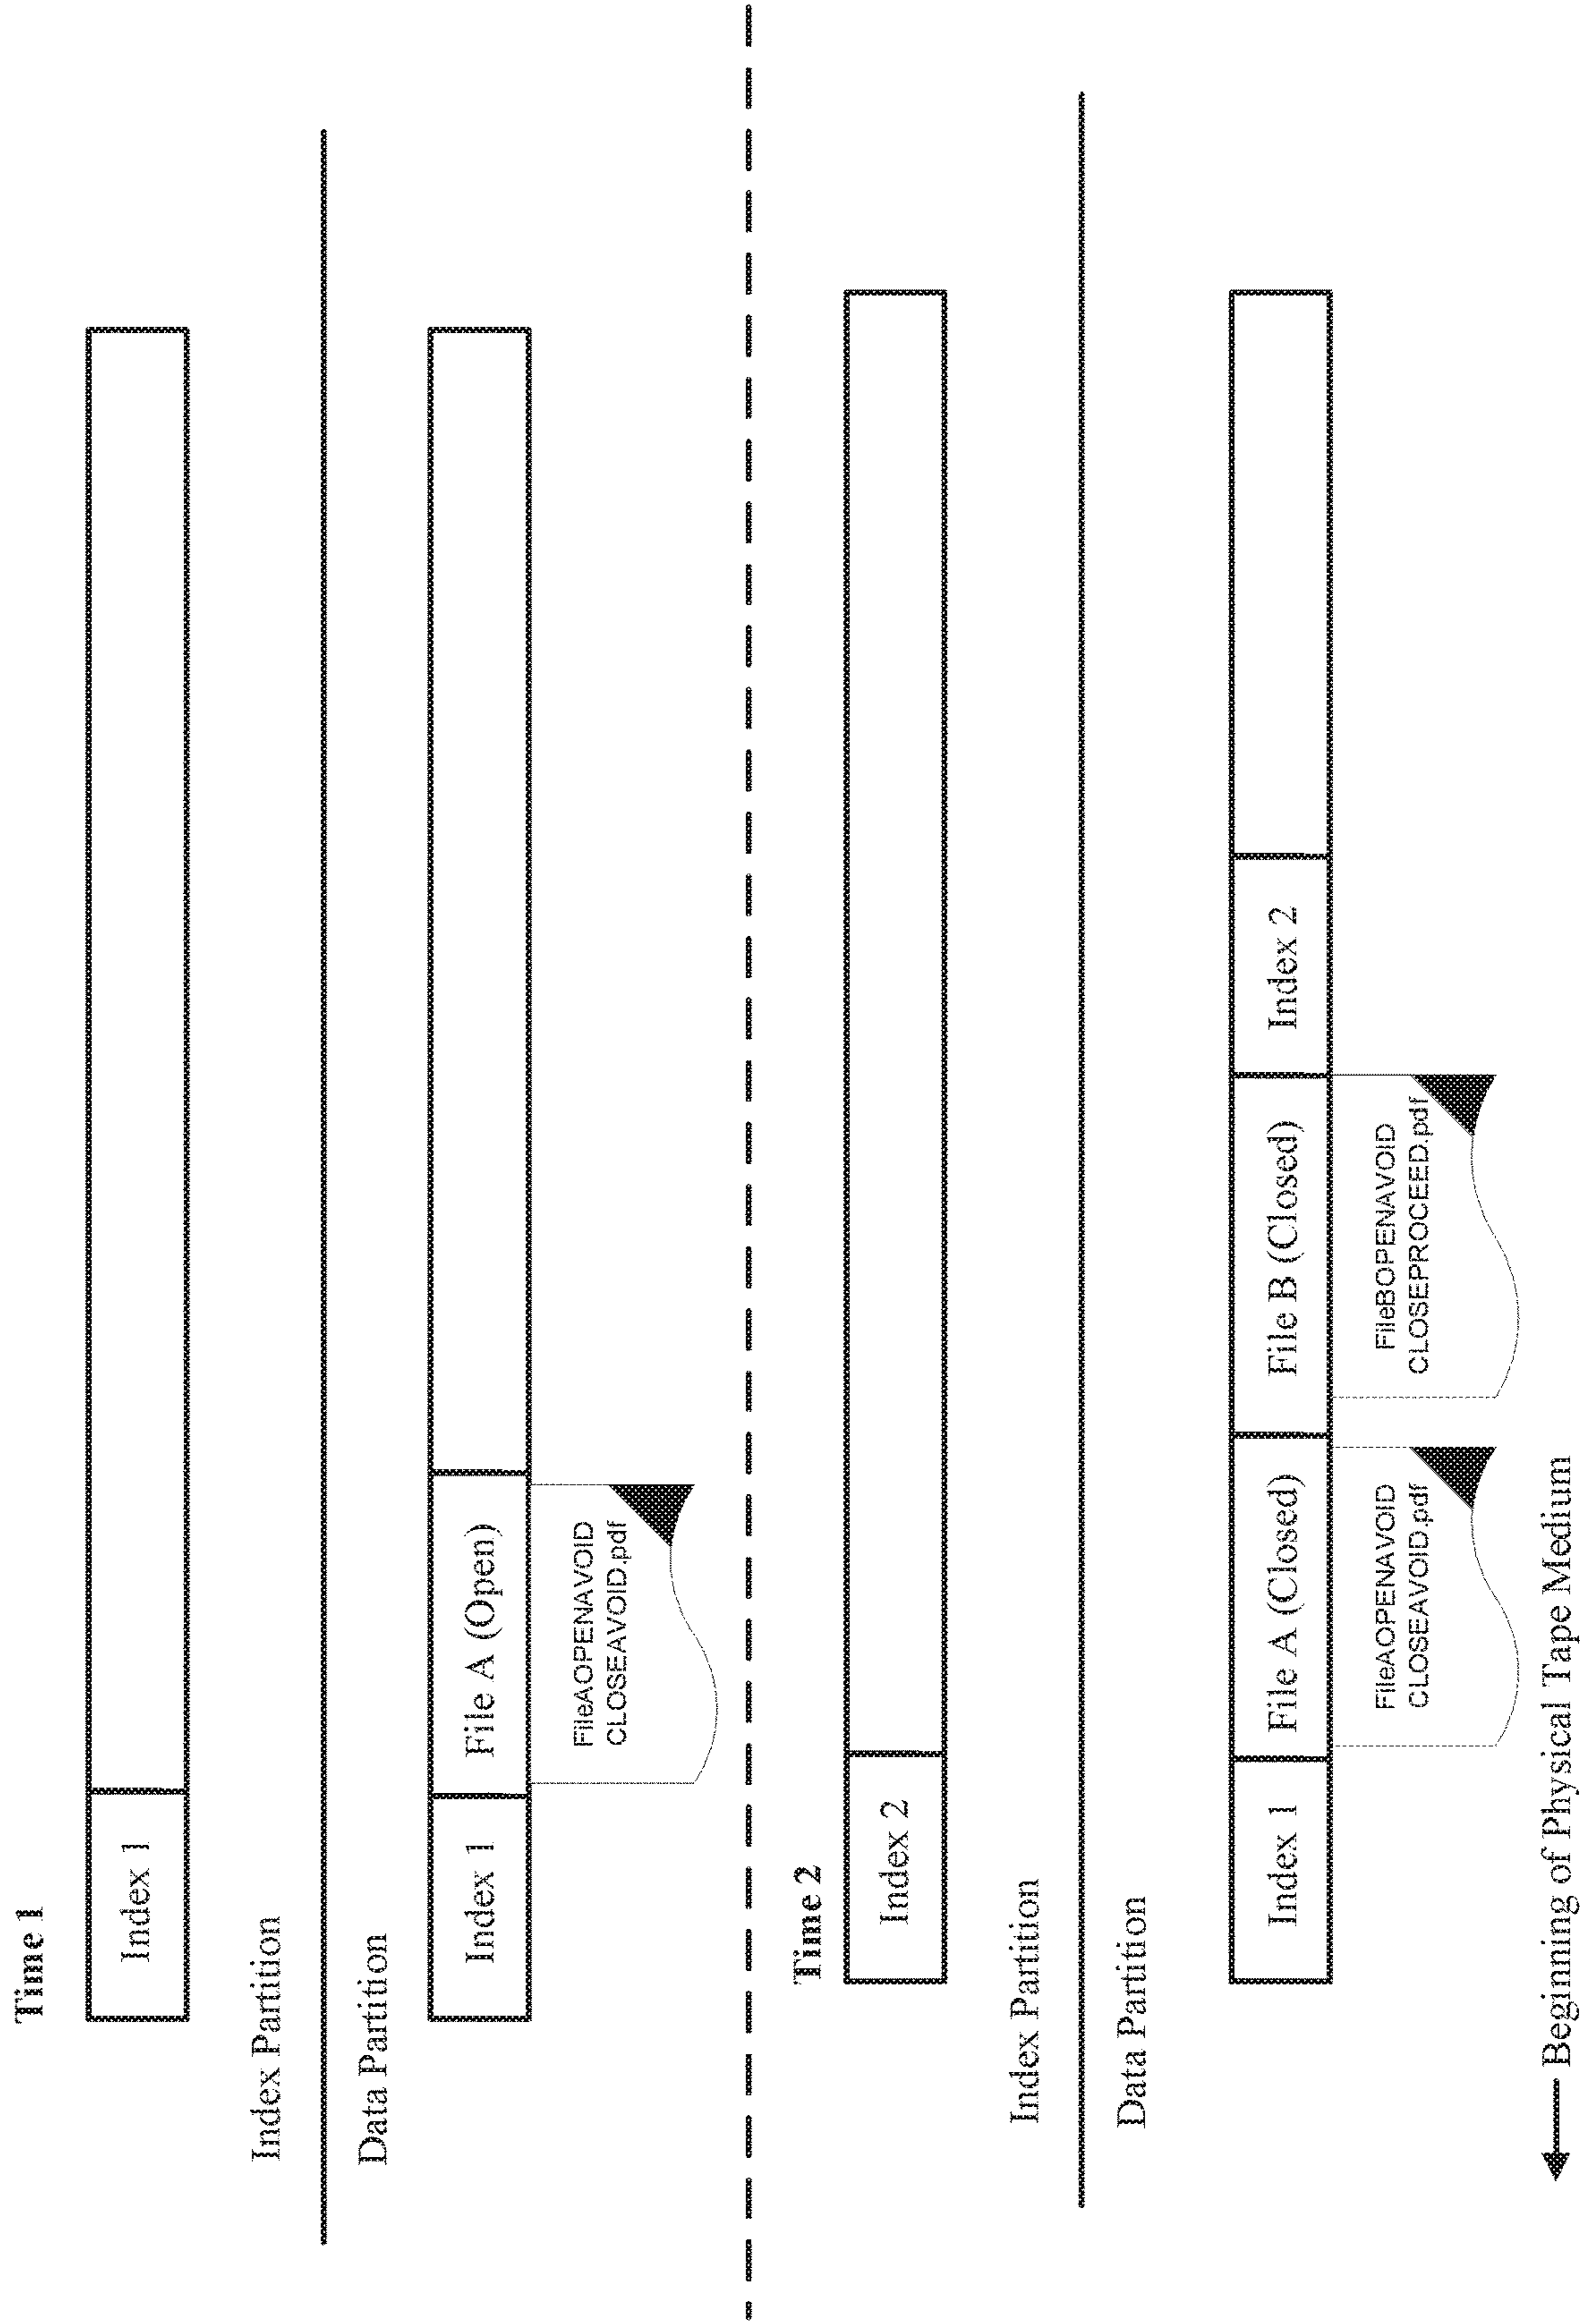 Time 1
Index 1
Index Partition
Data Partition
Index 1
File A (Open)
FileAOPENAVOID
CLOSEAVOID.pdf
Time 2
Index 2
Index Partition
Data Partition
Index 1
File A (Closed)
File B (Closed)
Index 2
FileAOPENAVOID
CLOSEAVOID.pdf
FileBOPENAVOID
CLOSEPROCEED.pdf
Beginning of Physical Tape Medium